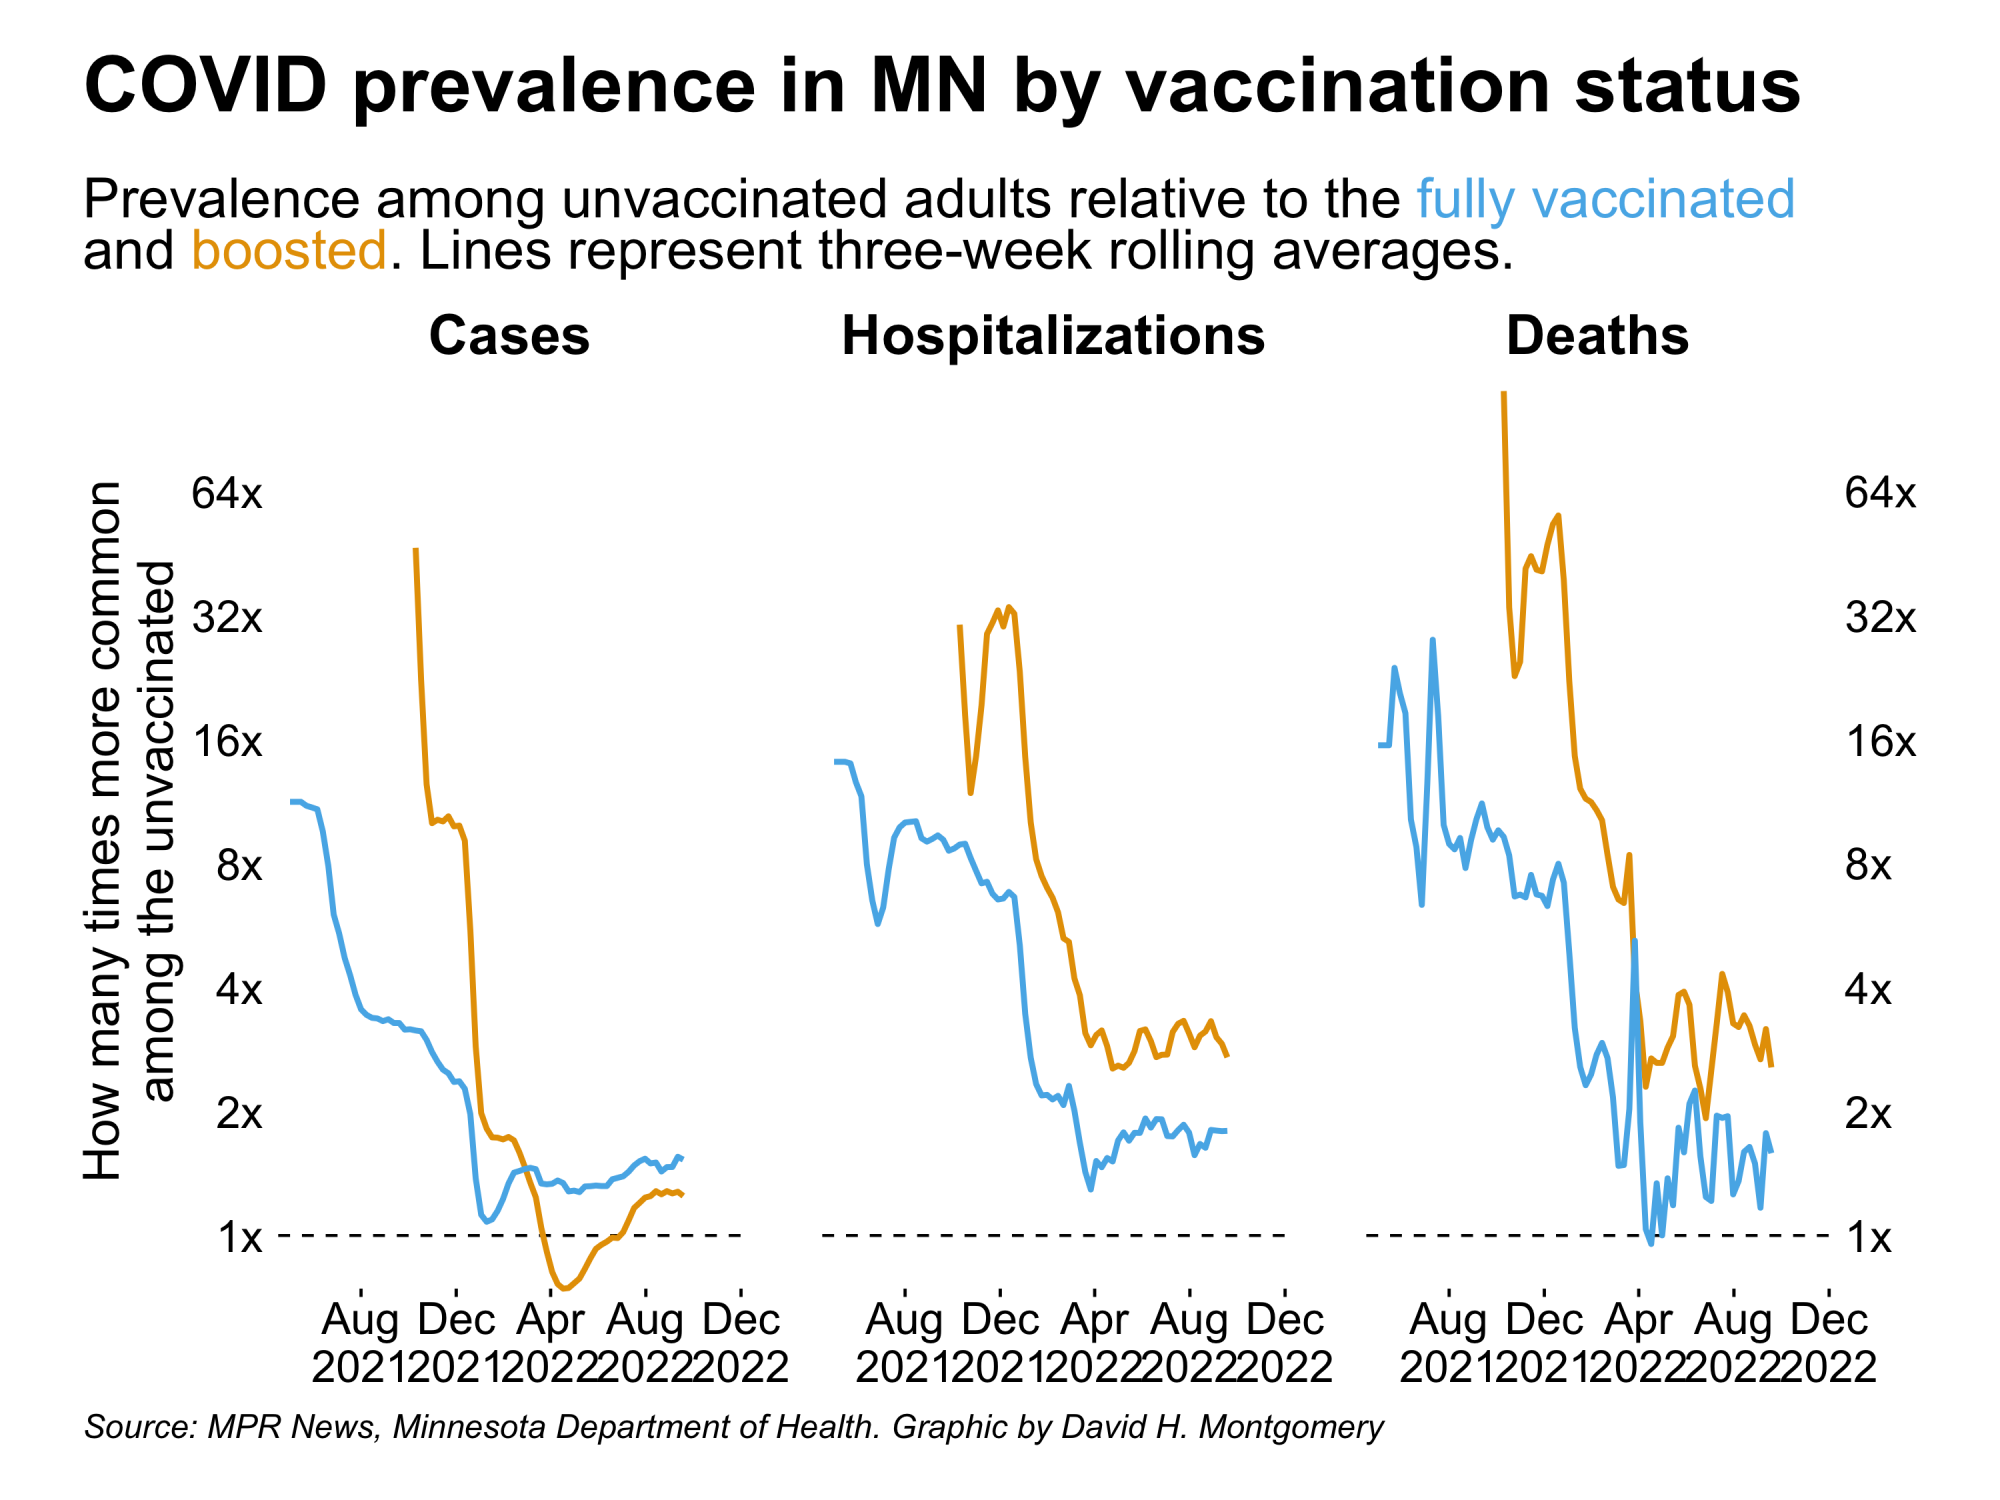 COVID prevalence in MN by vaccination status
Prevalence among unvaccinated adults relative to the fully vaccinated
and boosted. Lines represent three-week rolling averages.
Cases
Hospitalizations
Deaths
How many times more common
among the unvaccinated
64x
32x
16x
8x
4x
2x
1x
64x
32x
16x
8x
4x
2x
1x
Aug Dec Apr Aug Dec
2021 2021 2022 2022 2022
Aug Dec Apr Aug Dec
2021 2021 2022 2022 2022
Aug Dec Apr Aug Dec
2021 2021 2022 2022 2022
Source: MPR News, Minnesota Department of Health. Graphic by David H. Montgomery